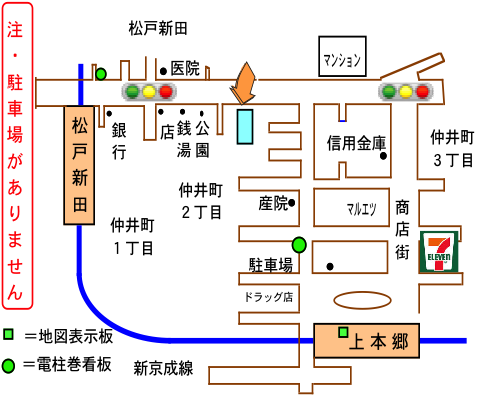 注・駐車場がありません
松戸新田
医院
マンション
松戸新田
銀行
店
銭湯
公園
信用金庫
仲井町
3丁目
仲井町
2丁目
産院
マルエツ
商店街
仲井町
1丁目
駐車場
7
ELEVEN
ドラッグ店
=地図表示板
=電柱巻看板
上本郷
新京成線